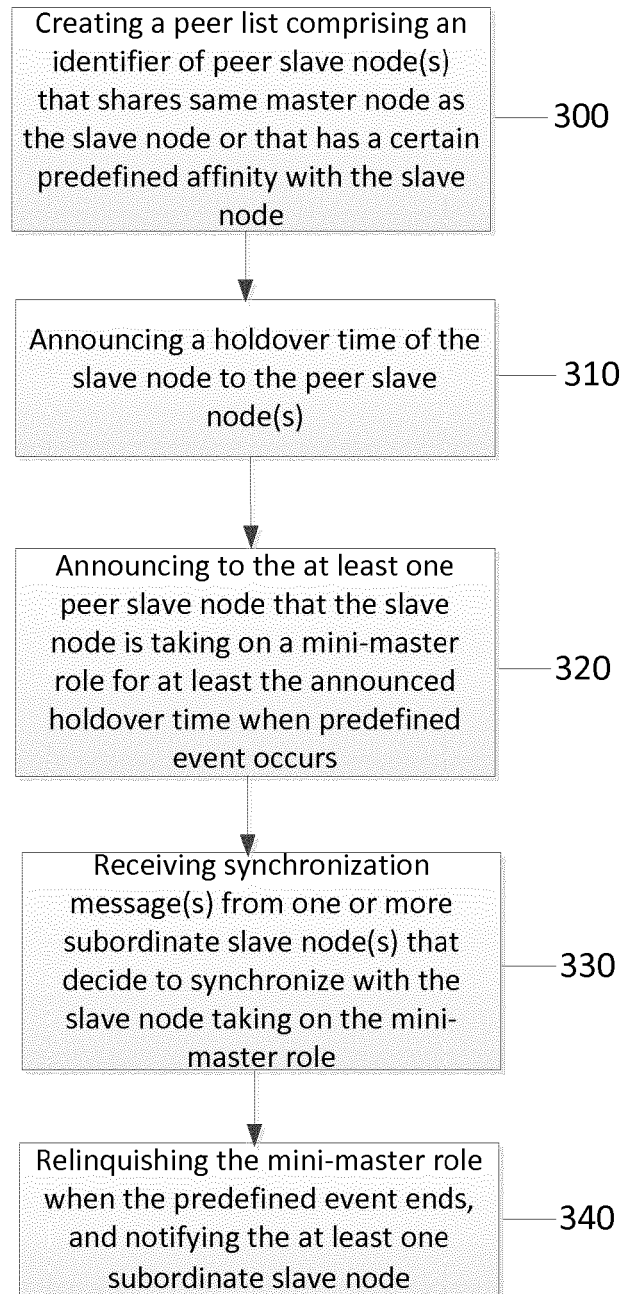 Creating a peer list comprising an
identifier of peer slave node(s)
that shares same master node as
the slave node or that has a certain
predefined affinity with the slave
node
300
Announcing a holdover time of the
slave node to the peer slave
node(s)
310
Announcing to the at least one
peer slave node that the slave
node is taking on a mini-master
role for at least the announced
holdover time when predefined
event occurs
320
Receiving synchronization
message(s) from one or more
subordinate slave node(s) that
decide to synchronize with the
slave node taking on the mini-
master role
330
Relinquishing the mini-master role
when the predefined event ends,
and notifying the at least one
subordinate slave node
340